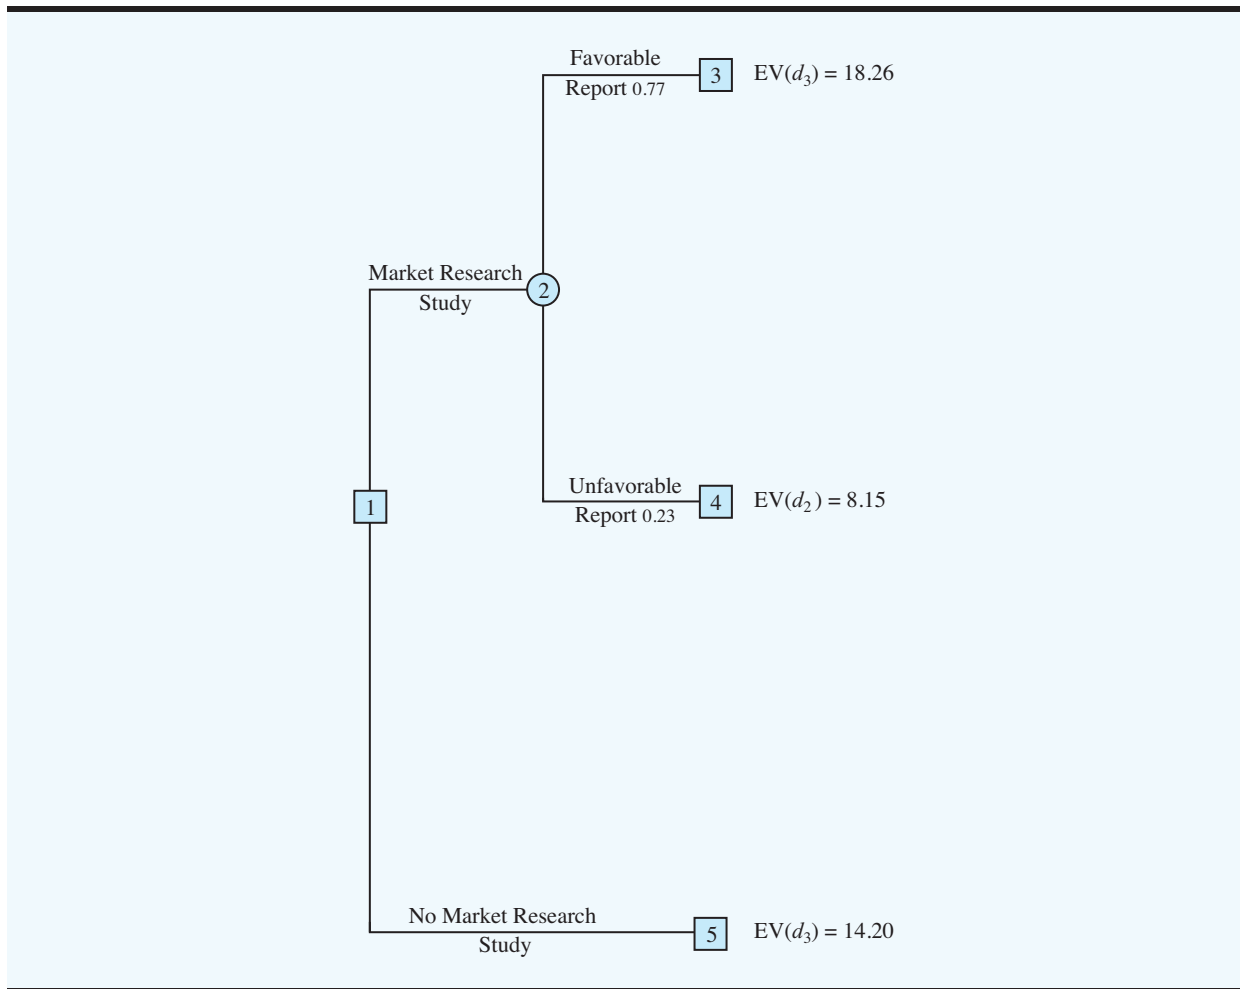 Favorable
Report 0.77
3
EV(d₃) = 18.26
Market Research
Study
2
Unfavorable
Report 0.23
4
EV(d₂) = 8.15
1
No Market Research
Study
5
EV(d₃) = 14.20